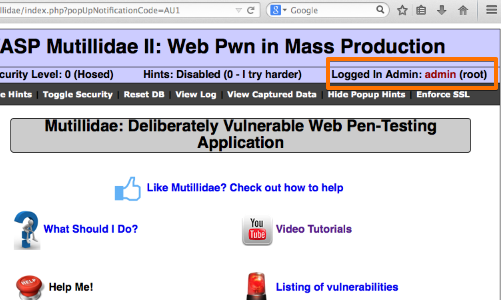 llidae/index.php?popUpNotificationCode=AU1
Google
ASP Mutillidae II: Web Pwn in Mass Production
curity Level: 0 (Hosed) Hints: Disabled (0 - I try harder) Logged In Admin: admin (root)
e Hints | Toggle Security | Reset DB | View Log | View Captured Data | Hide Popup Hints | Enforce SSL
Mutillidae: Deliberately Vulnerable Web Pen-Testing
Application
Like Mutillidae? Check out how to help
What Should I Do?
You
Tube
Video Tutorials
HELP
Help Me!
Listing of vulnerabilities